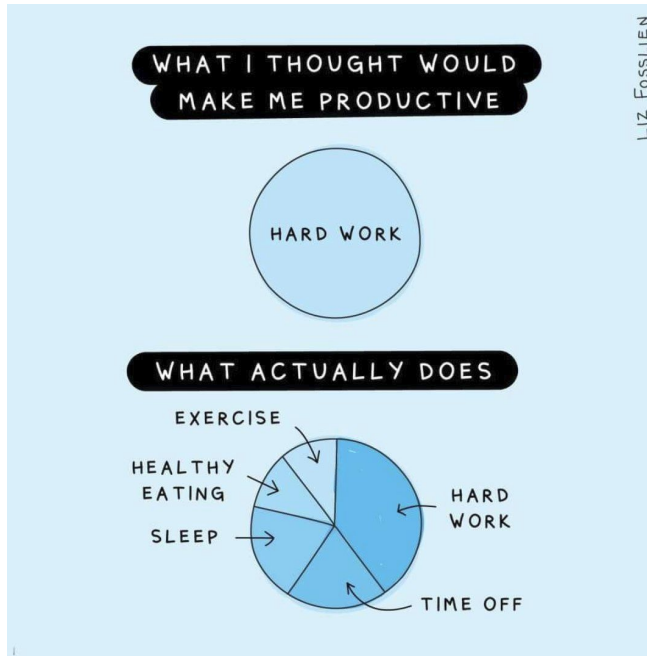 WHAT I THOUGHT WOULD
MAKE ME PRODUCTIVE
LIZ FOSSLIEN
HARD WORK
WHAT ACTUALLY DOES
EXERCISE
HEALTHY
EATING
SLEEP
HARD
WORK
TIME OFF